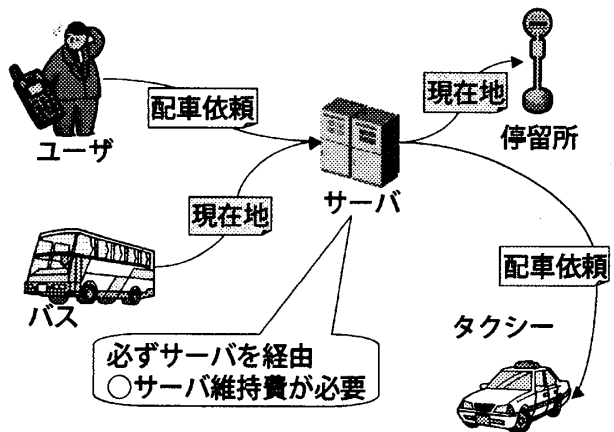 配車依頼
ユーザ
現在地
停留所
サーバ
現在地
バス
配車依頼
タクシー
必ずサーバを経由
○サーバ維持費が必要